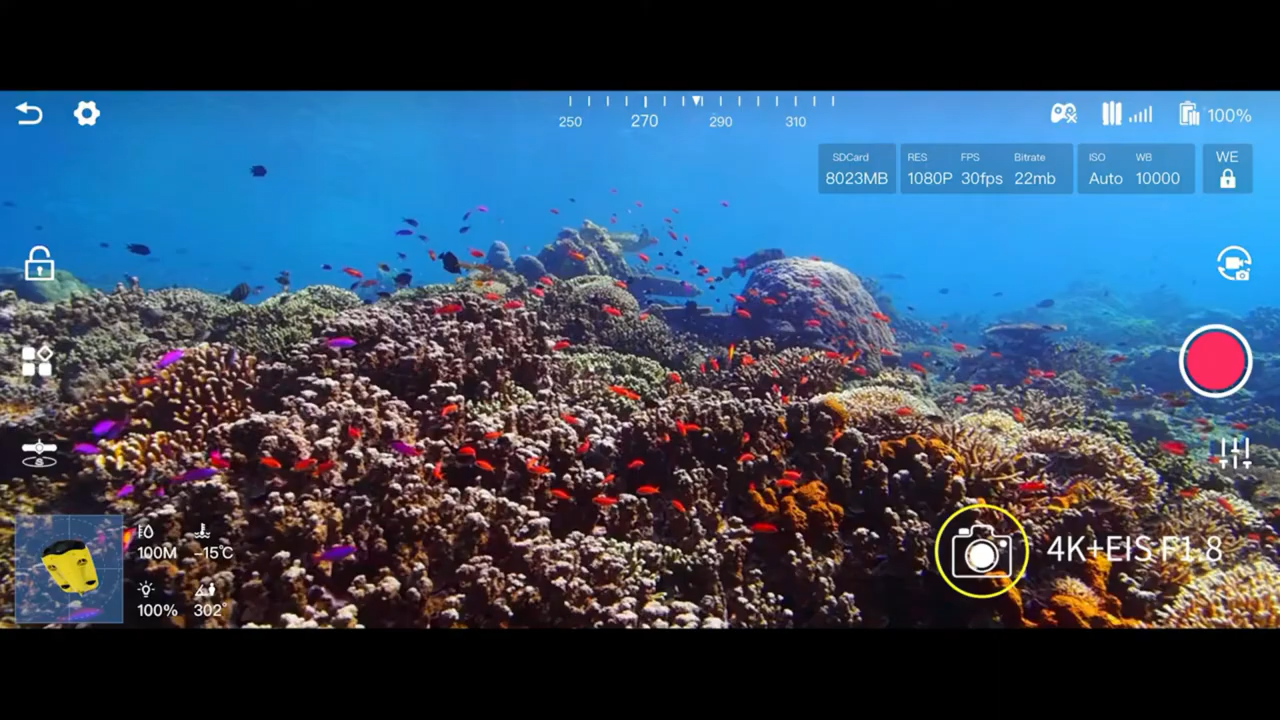 250 270 290 310
100%
SDCard RES FPS Bitrate ISO WB WE
8023MB 1080P 30fps 22mb Auto 10000
4K+EIS F1.8
100M -15°C
100% 302°